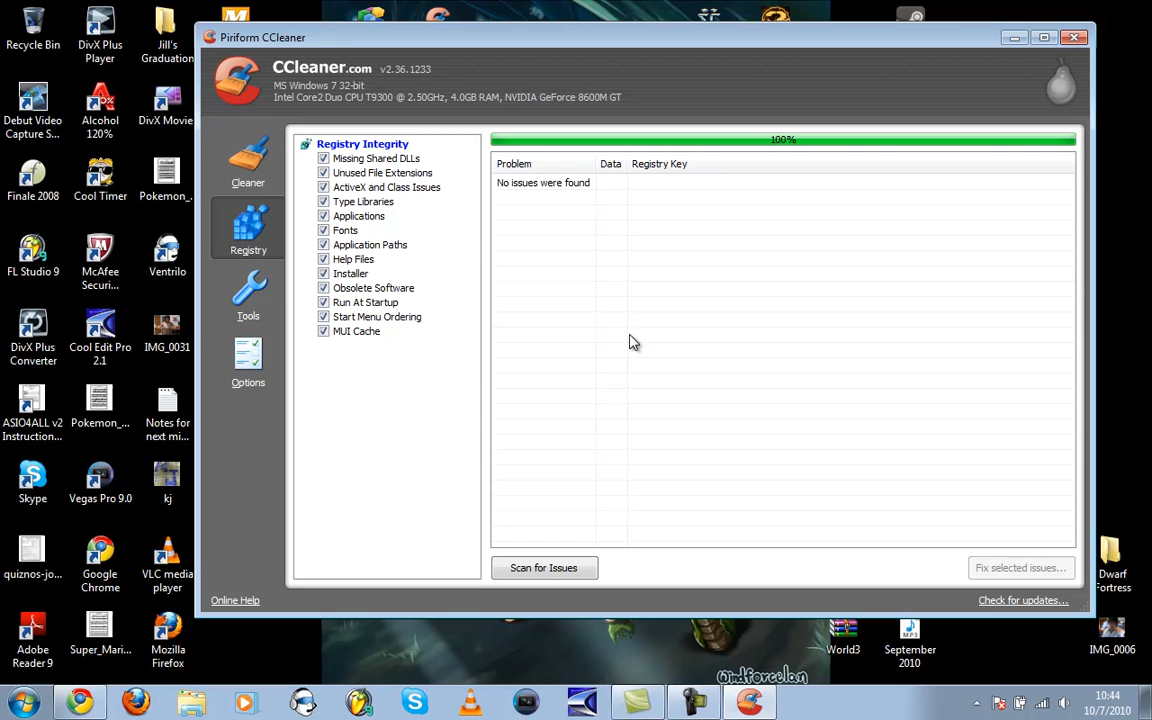 Recycle Bin
DivX Plus
Player
Jill's
Graduation
Debut Video
Capture S...
Alcohol
120%
DivX Movie
Finale 2008
Cool Timer
Pokemon_...
FL Studio 9
McAfee
Securi...
Ventrilo
DivX Plus
Converter
Cool Edit Pro
2.1
IMG_0031
ASIO4ALL v2
Instruction...
Pokemon_...
Notes for
next mi...
Skype
Vegas Pro 9.0
kj
quiznos-jo...
Google
Chrome
VLC media
player
Adobe
Reader 9
Super_Mari...
Mozilla
Firefox
Piriform CCleaner
CCleaner.com v2.36.1233
MS Windows 7 32-bit
Intel Core2 Duo CPU T9300 @ 2.50GHz, 4.0GB RAM, NVIDIA GeForce 8600M GT
Cleaner
Registry
Tools
Options
Registry Integrity
Missing Shared DLLs
Unused File Extensions
ActiveX and Class Issues
Type Libraries
Applications
Fonts
Application Paths
Help Files
Installer
Obsolete Software
Run At Startup
Start Menu Ordering
MUI Cache
100%
Problem Data Registry Key
No issues were found
Scan for Issues
Fix selected issues...
Online Help
Check for updates...
Dwarf
Fortress
World3
MP3
September
2010
IMG_0006
Windforcelan
10:44
10/7/2010